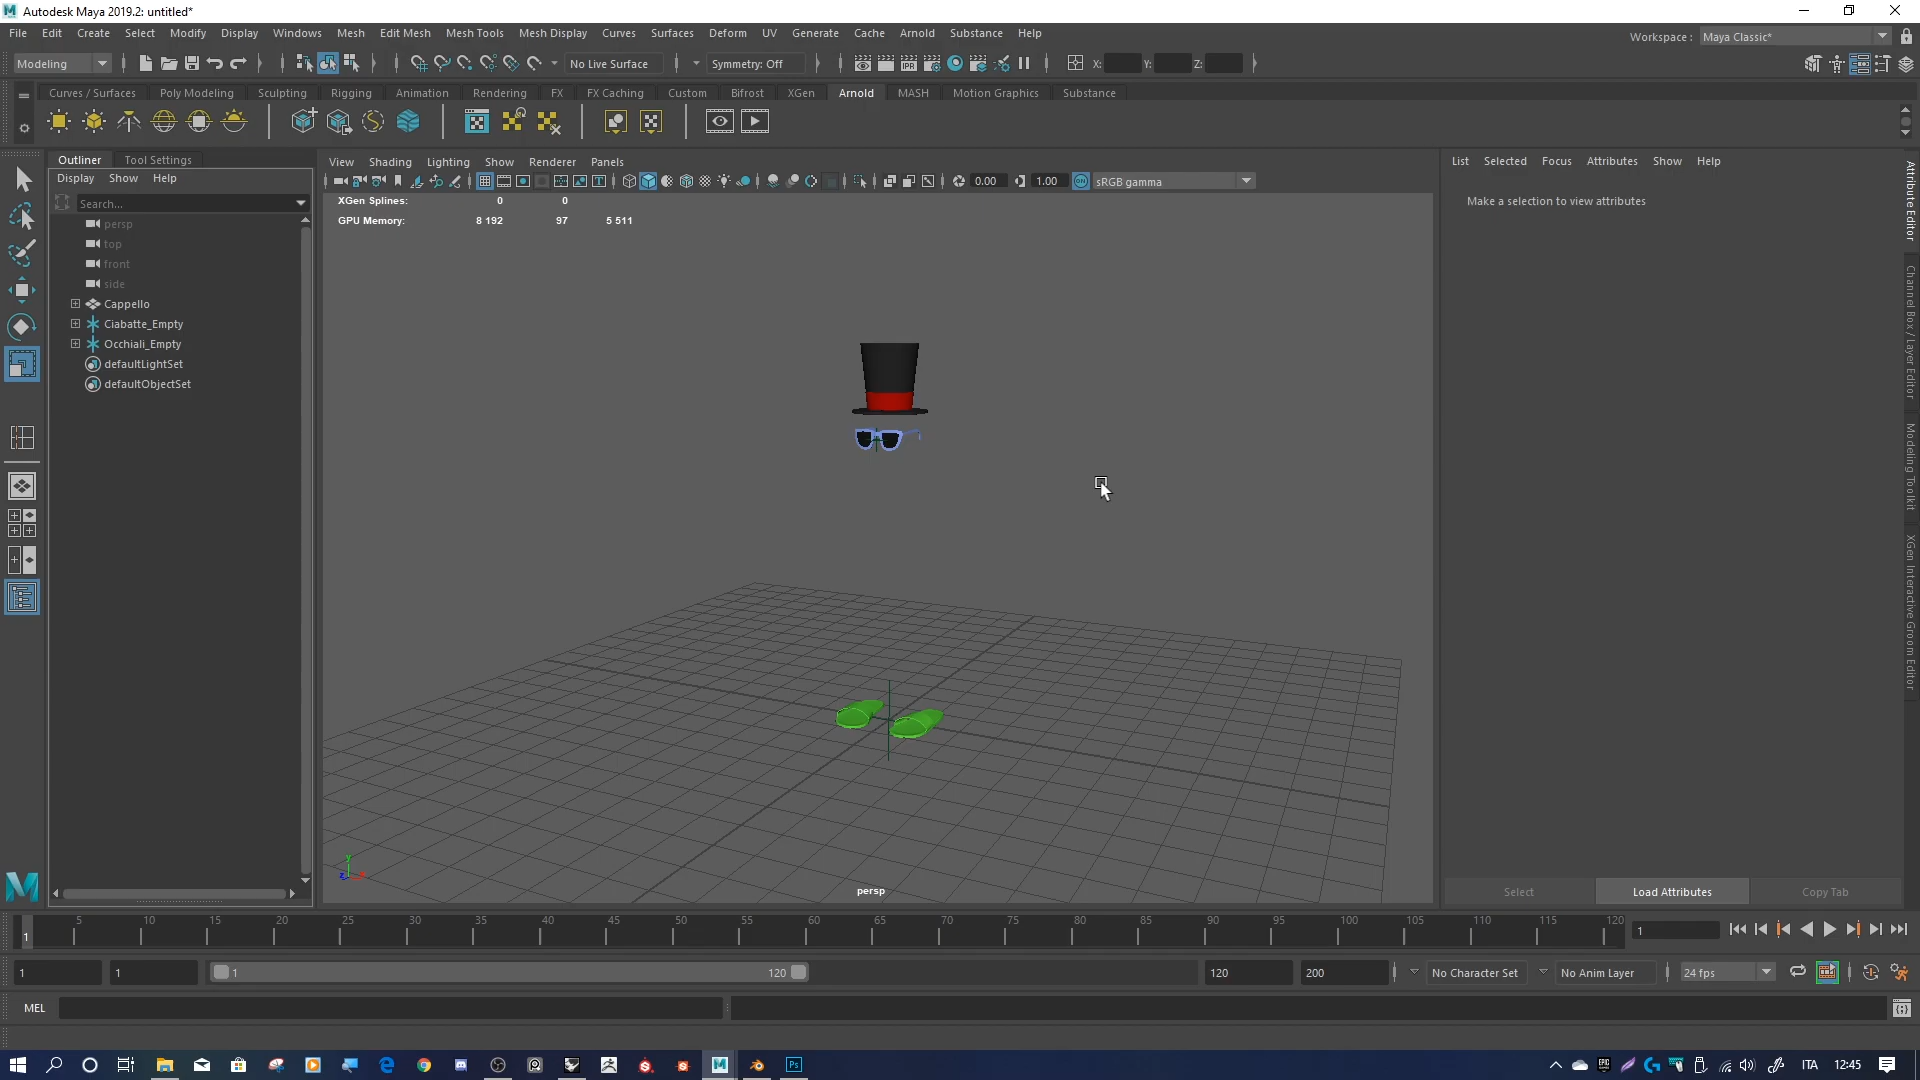 Autodesk Maya 2019.2: untitled*
File Edit Create Select Modify Display Windows Mesh Edit Mesh Mesh Tools Mesh Display Curves Surfaces Deform UV Generate Cache Arnold Substance Help
Workspace : Maya Classic*
Modeling No Live Surface Symmetry: Off IPR X: Y: Z:
Curves / Surfaces Poly Modeling Sculpting Rigging Animation Rendering FX FX Caching Custom Bifrost XGen Arnold MASH Motion Graphics Substance
Outliner Tool Settings
Display Show Help
Search...
persp
top
front
side
Cappello
Ciabatte_Empty
Occhiali_Empty
defaultLightSet
defaultObjectSet
View Shading Lighting Show Renderer Panels
0.00 1.00 ON sRGB gamma
XGen Splines: 0 0
GPU Memory: 8 192 97 5 511
y
z
persp
List Selected Focus Attributes Show Help
Make a selection to view attributes
Attribute Editor
Channel Box / Layer Editor
Modeling Toolkit
XGen Interactive Groom Editor
Select Load Attributes Copy Tab
1 5 10 15 20 25 30 35 40 45 50 55 60 65 70 75 80 85 90 95 100 105 110 115 120 1
1 1 1 120 120 200 No Character Set No Anim Layer 24 fps
MEL
M Ps ITA 12:45